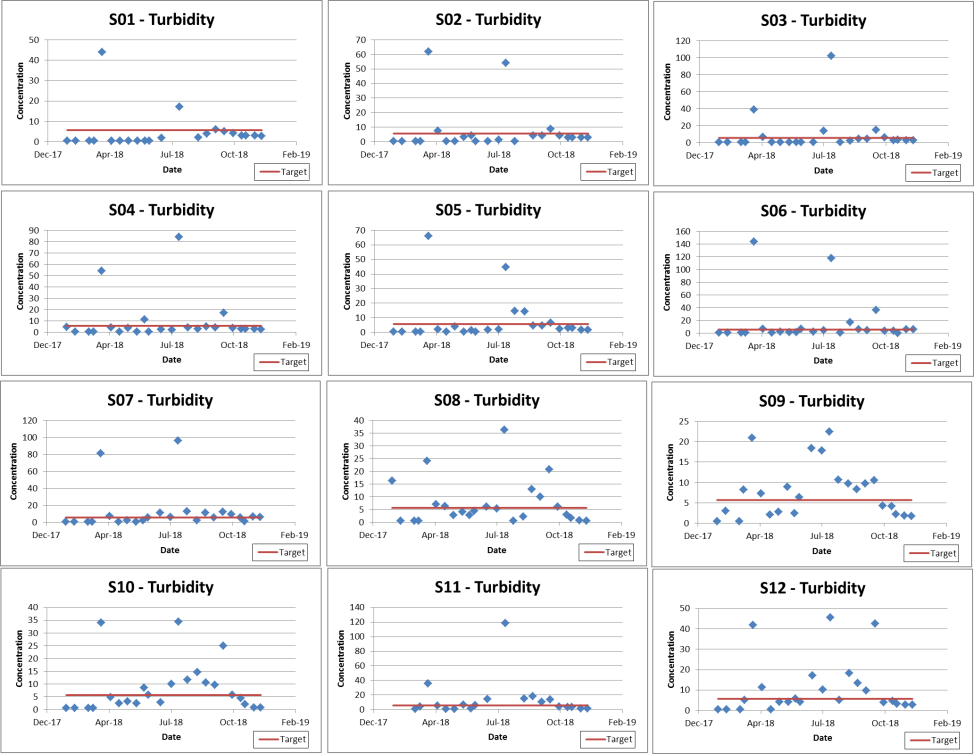 S01 - Turbidity
Concentration
50
40
30
20
10
0
Dec-17 Apr-18 Jul-18 Oct-18 Feb-19
Date
Target
S02 - Turbidity
Concentration
70
60
50
40
30
20
10
0
Dec-17 Apr-18 Jul-18 Oct-18 Feb-19
Date
Target
S03 - Turbidity
Concentration
120
100
80
60
40
20
0
Dec-17 Apr-18 Jul-18 Oct-18 Feb-19
Date
Target
S04 - Turbidity
Concentration
90
80
70
60
50
40
30
20
10
0
Dec-17 Apr-18 Jul-18 Oct-18 Feb-19
Date
Target
S05 - Turbidity
Concentration
70
60
50
40
30
20
10
0
Dec-17 Apr-18 Jul-18 Oct-18 Feb-19
Date
Target
S06 - Turbidity
Concentration
160
140
120
100
80
60
40
20
0
Dec-17 Apr-18 Jul-18 Oct-18 Feb-19
Date
Target
S07 - Turbidity
Concentration
120
100
80
60
40
20
0
Dec-17 Apr-18 Jul-18 Oct-18 Feb-19
Date
Target
S08 - Turbidity
Concentration
40
35
30
25
20
15
10
5
0
Dec-17 Apr-18 Jul-18 Oct-18 Feb-19
Date
Target
S09 - Turbidity
Concentration
25
20
15
10
5
0
Dec-17 Apr-18 Jul-18 Oct-18 Feb-19
Date
Target
S10 - Turbidity
Concentration
40
35
30
25
20
15
10
5
0
Dec-17 Apr-18 Jul-18 Oct-18 Feb-19
Date
Target
S11 - Turbidity
Concentration
140
120
100
80
60
40
20
0
Dec-17 Apr-18 Jul-18 Oct-18 Feb-19
Date
Target
S12 - Turbidity
Concentration
50
40
30
20
10
0
Dec-17 Apr-18 Jul-18 Oct-18 Feb-19
Date
Target